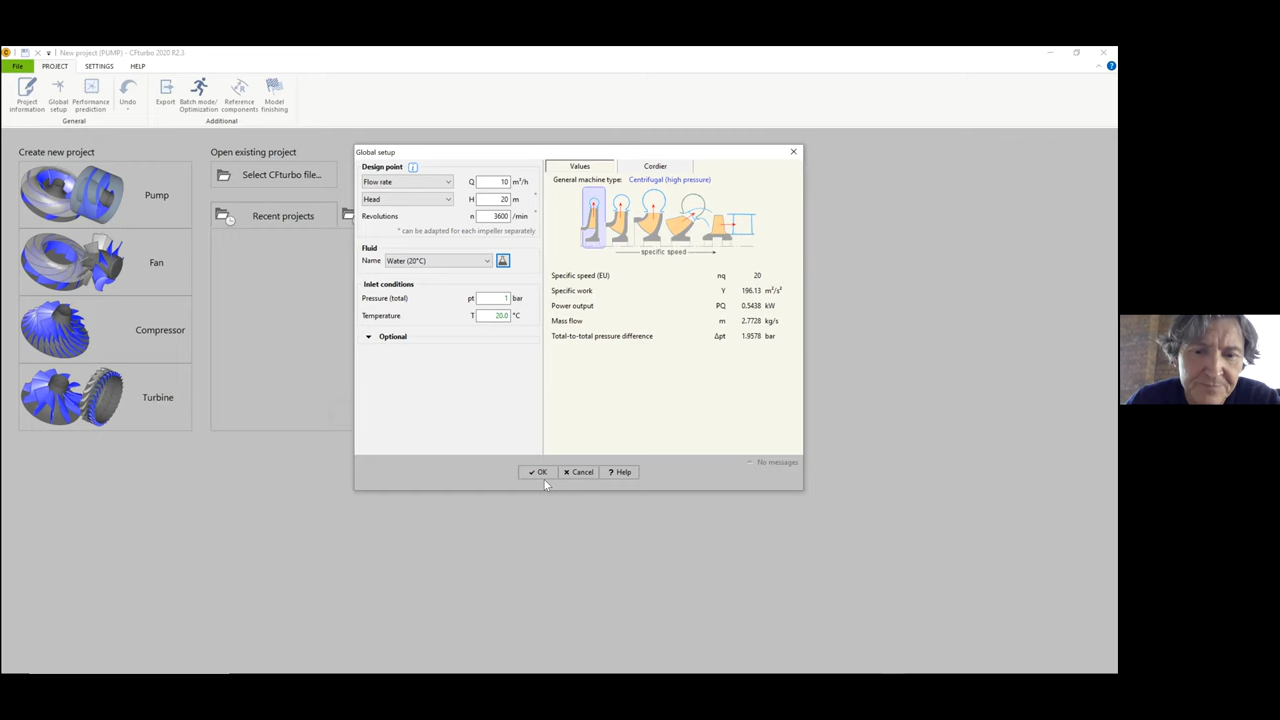 New project (PUMP) - CFturbo 2020 R2.3
File PROJECT SETTINGS HELP
Project information
Global setup
Performance prediction
Undo
Export
Batch mode/ Optimization
Reference components
Model finishing
General
Additional
Create new project
Pump
Fan
Compressor
Turbine
Open existing project
Select CFturbo file...
Recent projects
Global setup
Design point
Flow rate Q 10 m³/h
Head H 20 m *
Revolutions n 3600 /min *
* can be adapted for each impeller separately
Fluid
Name Water (20°C)
Inlet conditions
Pressure (total) pt 1 bar
Temperature T 20.0 °C
Optional
Values Cordier
General machine type: Centrifugal (high pressure)
specific speed
Specific speed (EU) nq 20
Specific work Y 196.13 m²/s²
Power output PQ 0.5438 kW
Mass flow m 2.7728 kg/s
Total-to-total pressure difference Δpt 1.9578 bar
No messages
OK Cancel ? Help